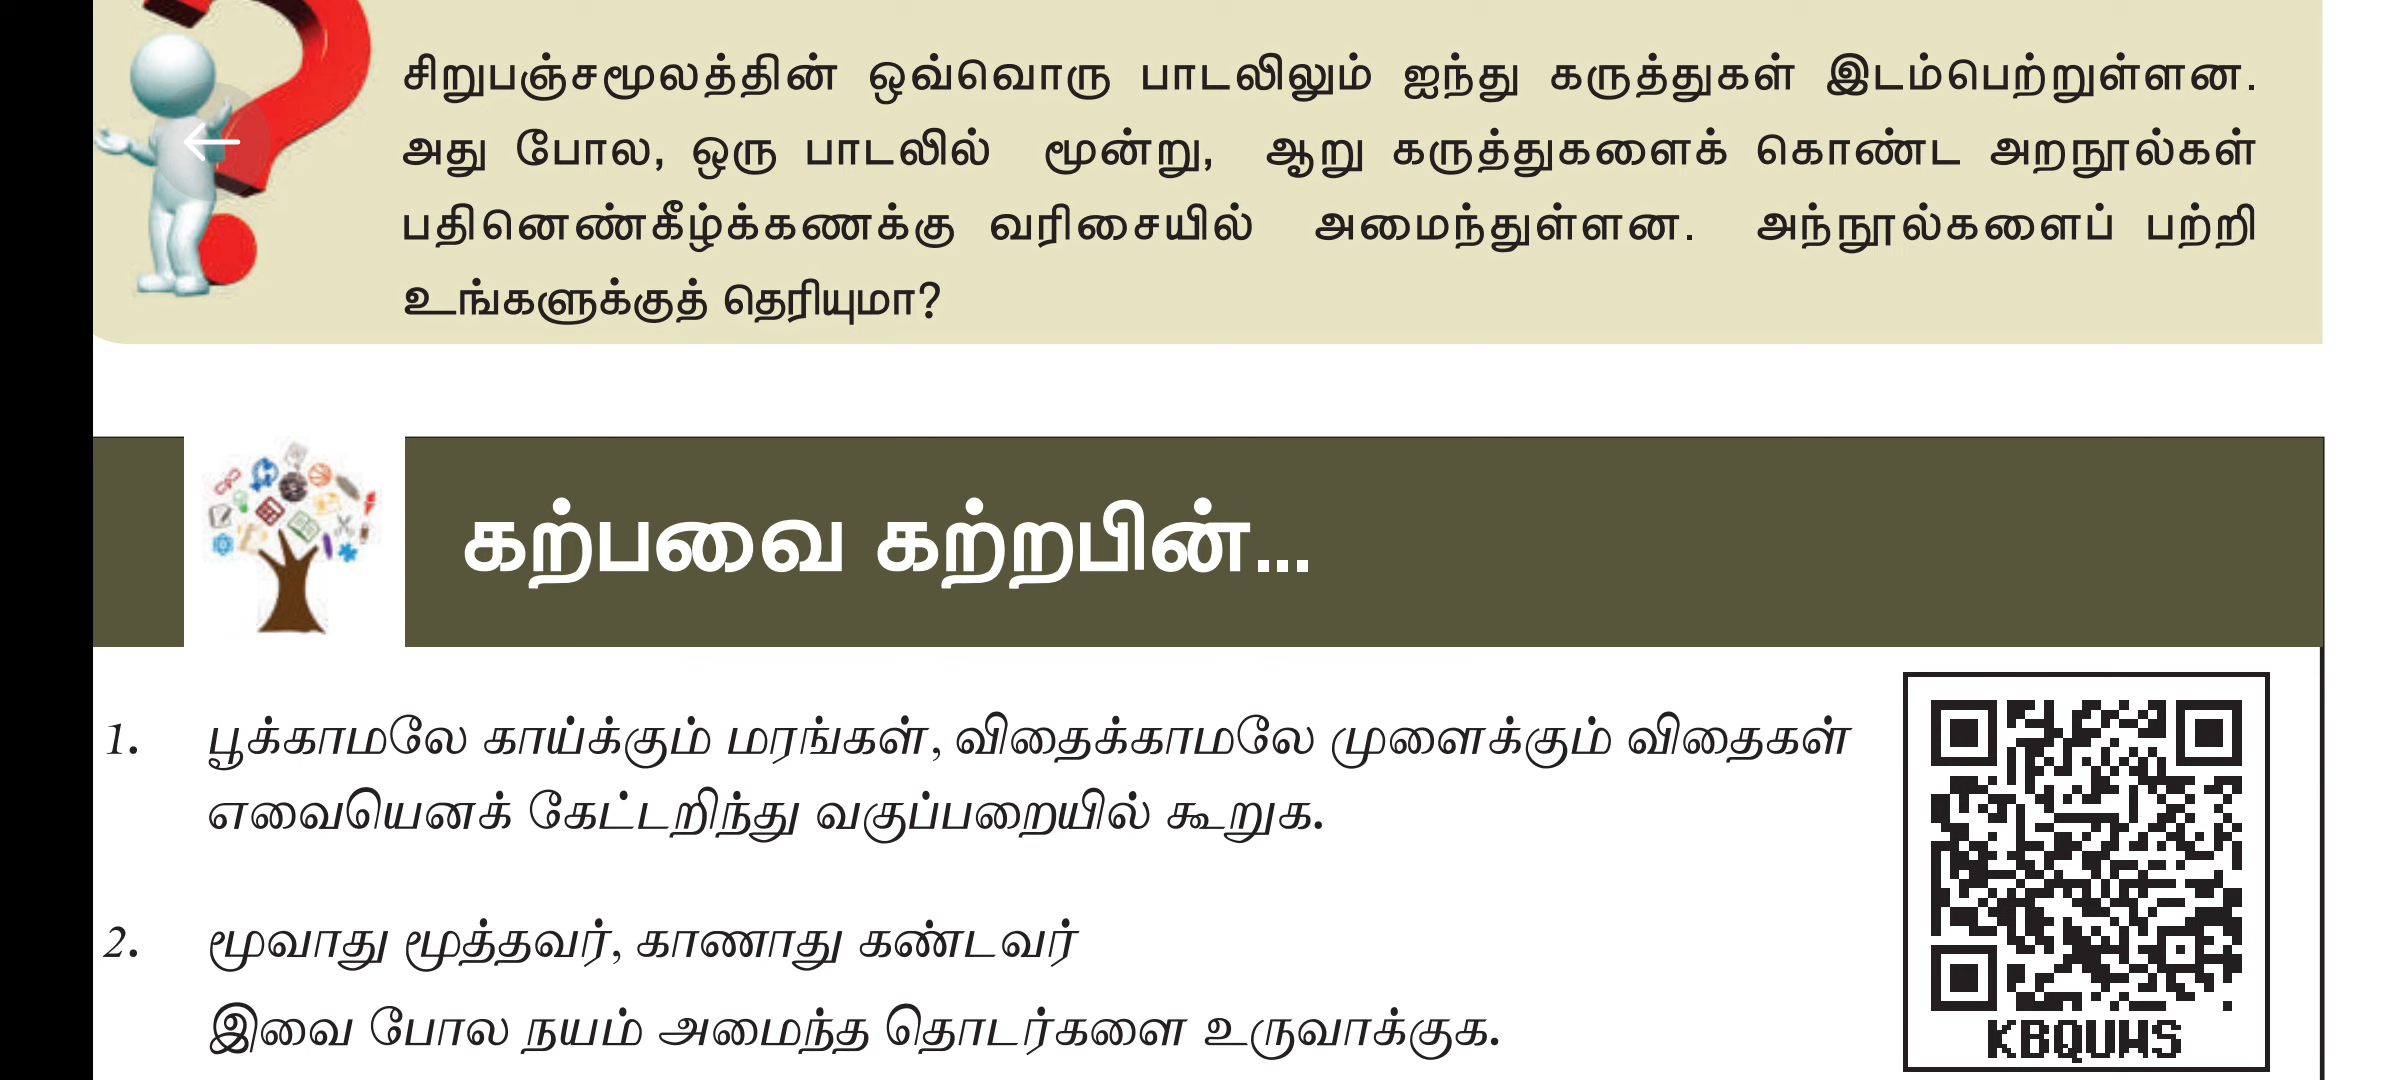 சிறுபஞ்சமூலத்தின் ஒவ்வொரு பாடலிலும் ஐந்து கருத்துகள் இடம்பெற்றுள்ளன.
அது போல, ஒரு பாடலில் மூன்று, ஆறு கருத்துகளைக் கொண்ட அறநூல்கள்
பதினெண்கீழ்க்கணக்கு வரிசையில் அமைந்துள்ளன. அந்நூல்களைப் பற்றி
உங்களுக்குத் தெரியுமா?
கற்பவை கற்றபின்...
1. பூக்காமலே காய்க்கும் மரங்கள், விதைக்காமலே முளைக்கும் விதைகள்
எவையெனக் கேட்டறிந்து வகுப்பறையில் கூறுக.
2. மூவாது மூத்தவர், காணாது கண்டவர்
இவை போல நயம் அமைந்த தொடர்களை உருவாக்குக.
KBQUWS